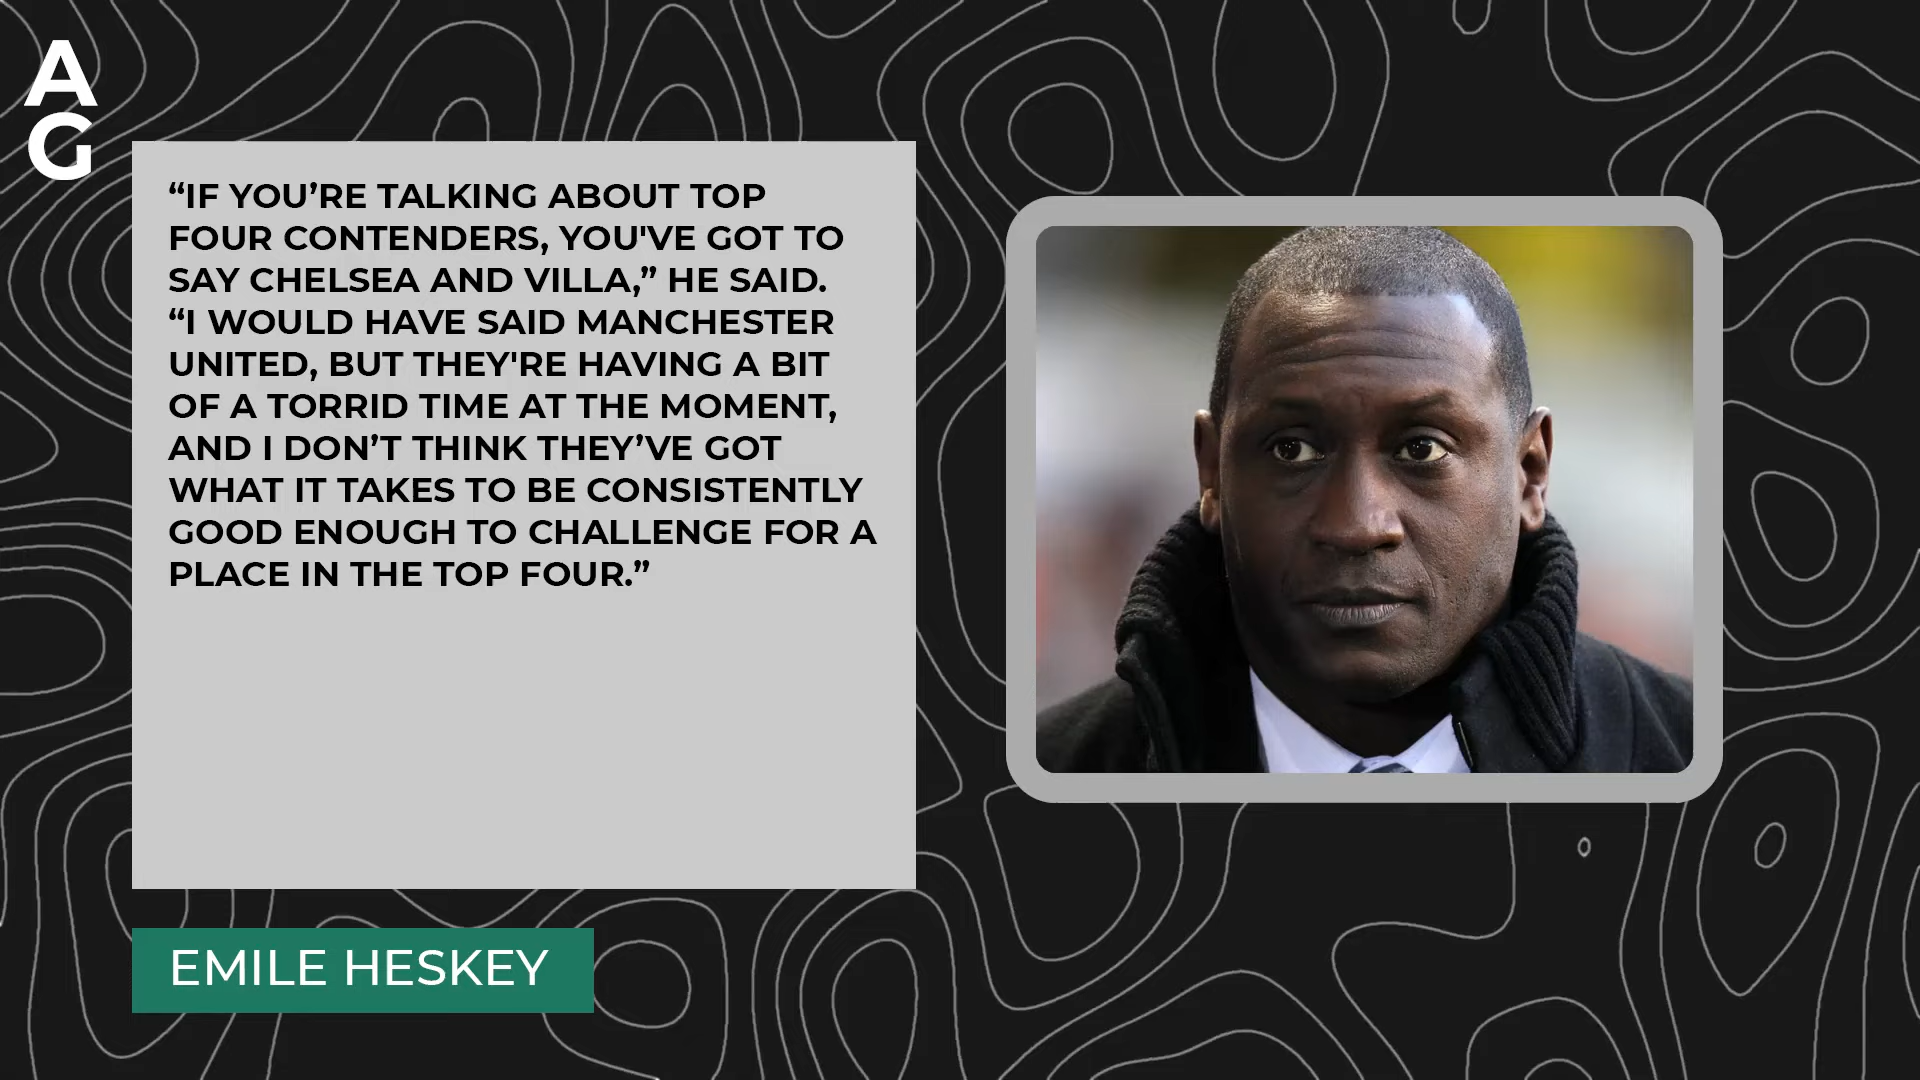 A
G
“IF YOU’RE TALKING ABOUT TOP
FOUR CONTENDERS, YOU'VE GOT TO
SAY CHELSEA AND VILLA,” HE SAID.
“I WOULD HAVE SAID MANCHESTER
UNITED, BUT THEY'RE HAVING A BIT
OF A TORRID TIME AT THE MOMENT,
AND I DON’T THINK THEY’VE GOT
WHAT IT TAKES TO BE CONSISTENTLY
GOOD ENOUGH TO CHALLENGE FOR A
PLACE IN THE TOP FOUR.”
EMILE HESKEY